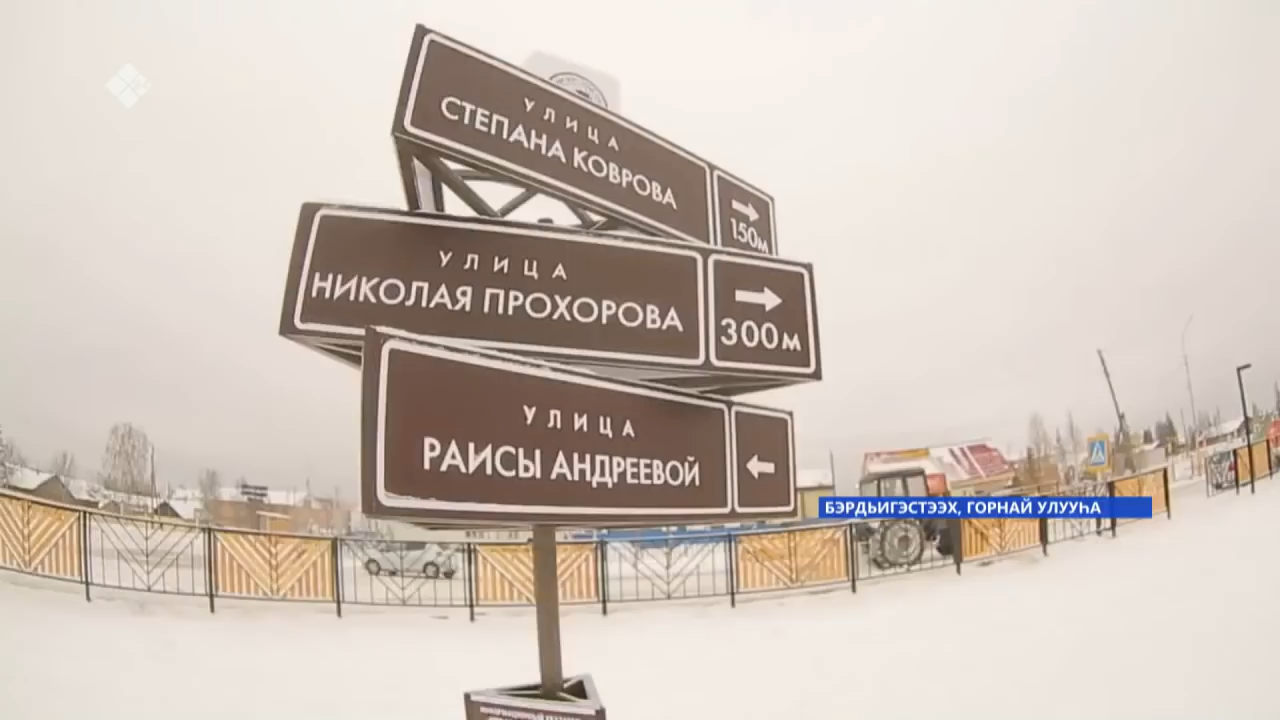 УЛИЦА
СТЕПАНА КОВРОВА
150м
УЛИЦА
НИКОЛАЯ ПРОХОРОВА
300м
УЛИЦА
РАИСЫ АНДРЕЕВОЙ
БЭРДЬИГЭСТЭЭХ, ГОРНАЙ УЛУУҺА